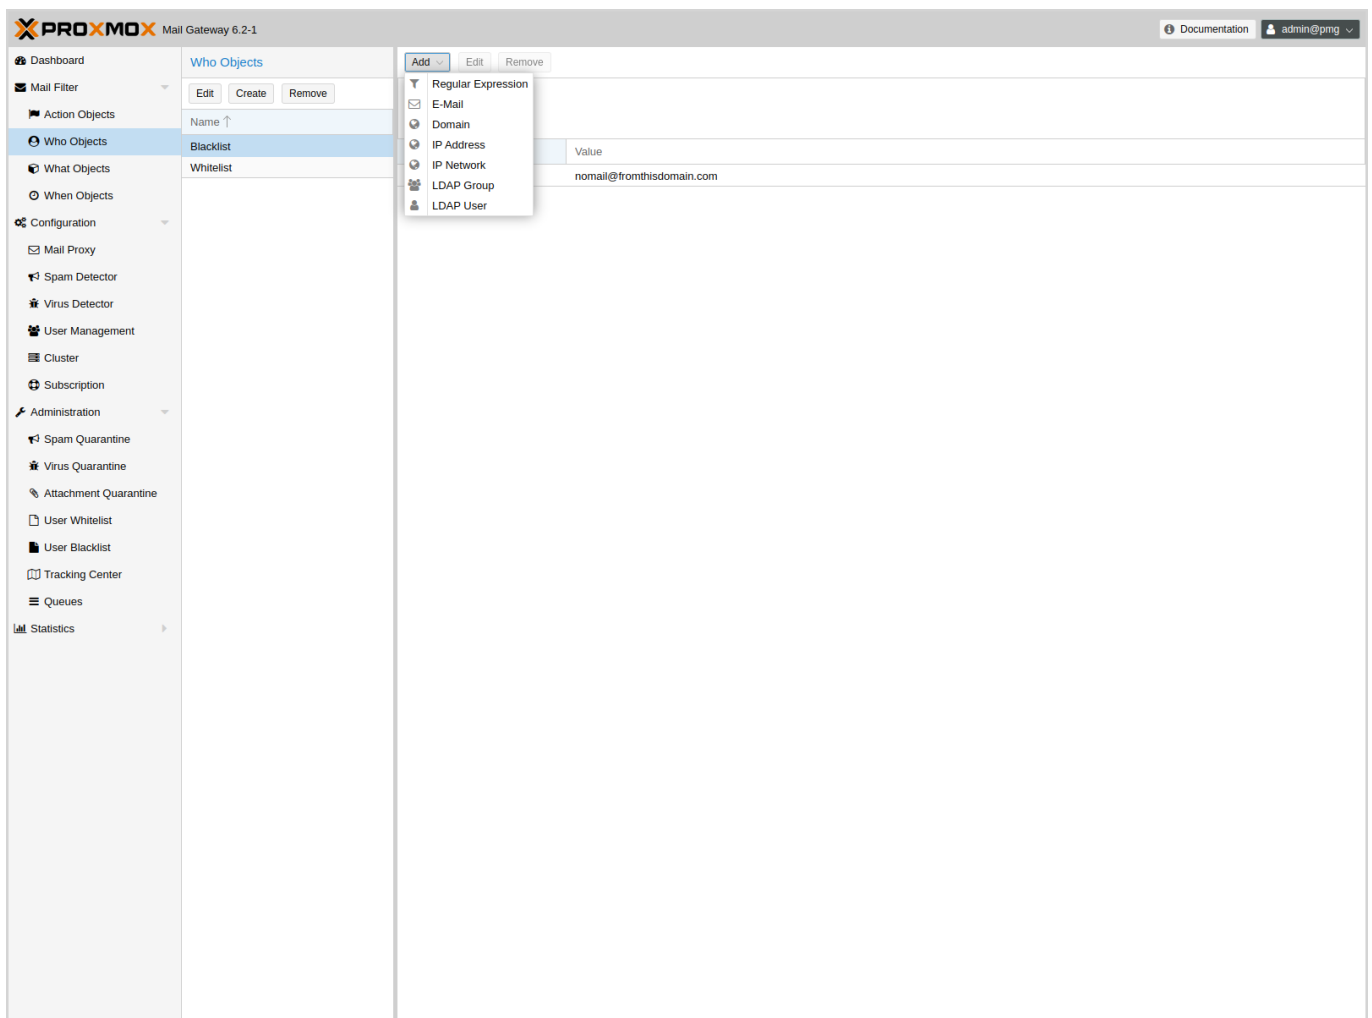 PROXMOX Mail Gateway 6.2-1
Documentation
admin@pmg
Dashboard
Mail Filter
Action Objects
Who Objects
What Objects
When Objects
Configuration
Mail Proxy
Spam Detector
Virus Detector
User Management
Cluster
Subscription
Administration
Spam Quarantine
Virus Quarantine
Attachment Quarantine
User Whitelist
User Blacklist
Tracking Center
Queues
Statistics
Who Objects
Edit Create Remove
Name ↑
Blacklist
Whitelist
Add Edit Remove
Regular Expression
E-Mail
Domain
IP Address
IP Network
LDAP Group
LDAP User
Value
nomail@fromthisdomain.com